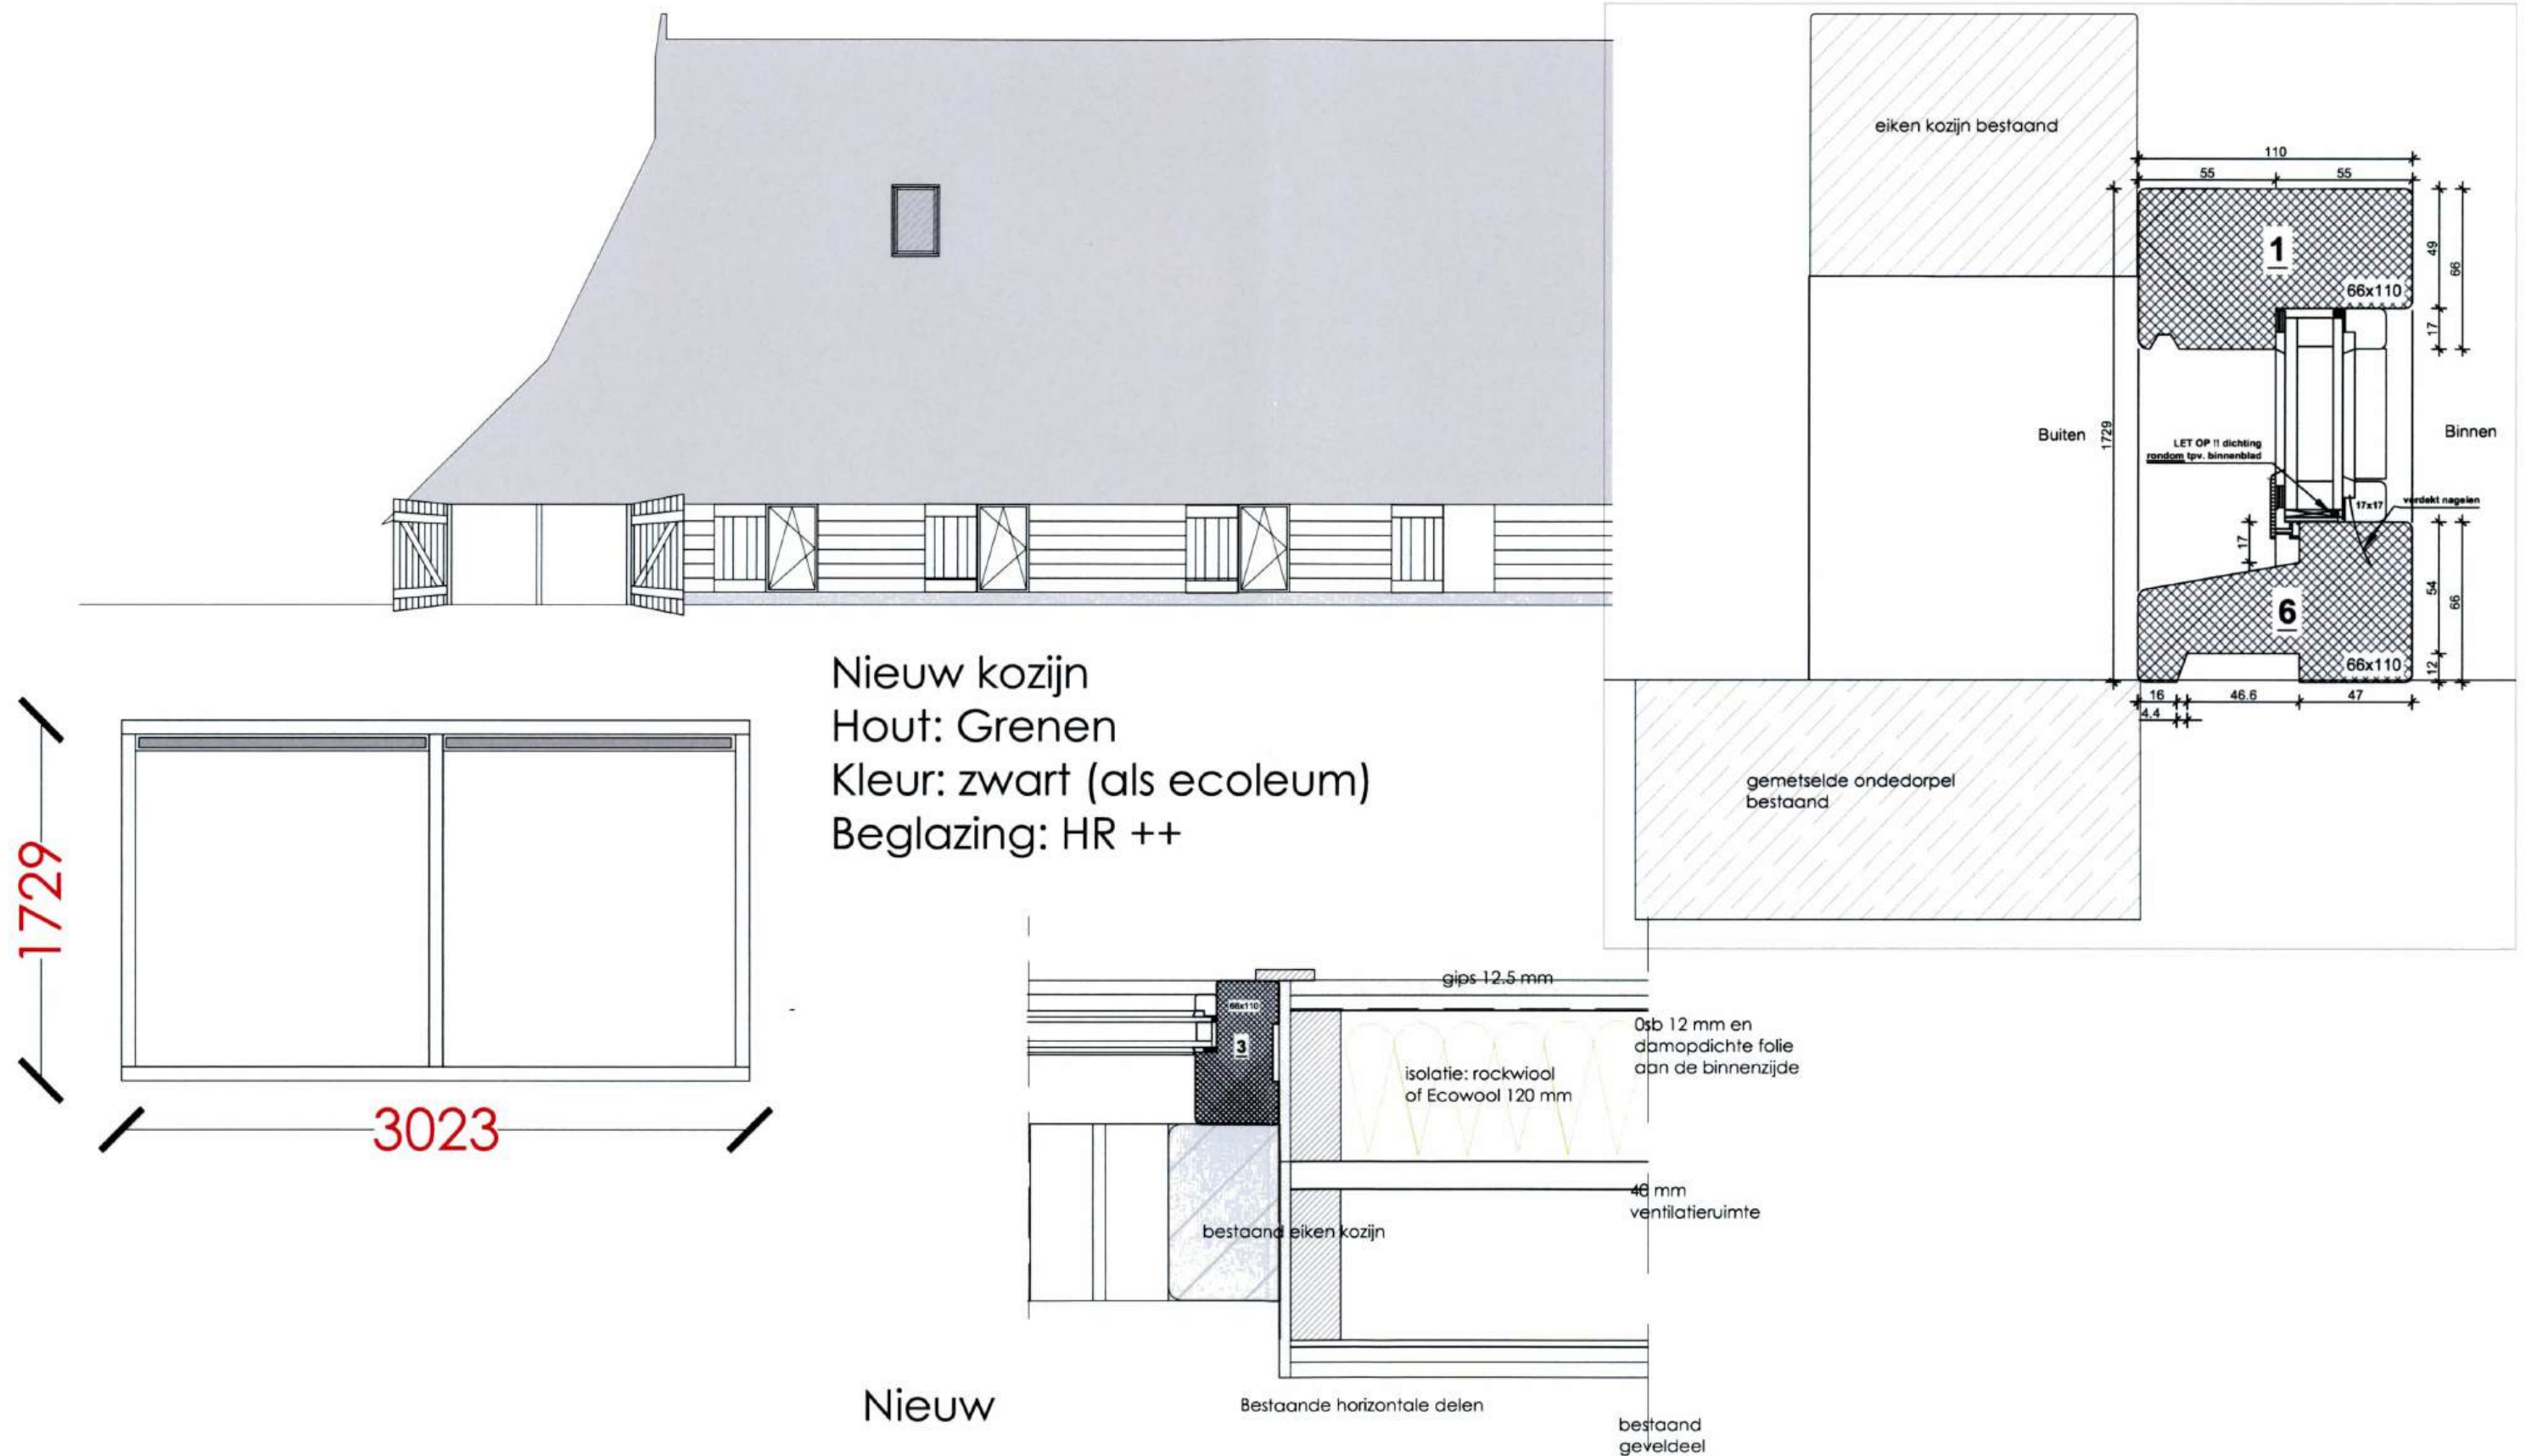 eiken kozijn bestaand
110
55
55
1
49
66
66x110
17
Buiten
1729
Binnen
LET OP !! dichting
rondom tpv. binnenblad
17x17
verdekt nagelen
17
54
66
6
66x110
12
16
46.6
47
4.4
gemetselde ondedorpel
bestaand
Nieuw kozijn
Hout: Grenen
Kleur: zwart (als ecoleum)
Beglazing: HR ++
1729
3023
gips 12.5 mm
66x110
3
0sb 12 mm en
damopdichte folie
aan de binnenzijde
isolatie: rockwiool
of Ecowool 120 mm
40 mm
ventilatieruimte
bestaand eiken kozijn
Nieuw
Bestaande horizontale delen
bestaand
geveldeel